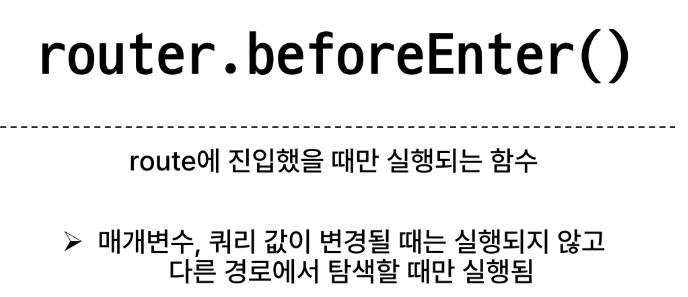 router.beforeEnter()
route에 진입했을 때만 실행되는 함수
➢ 매개변수, 쿼리 값이 변경될 때는 실행되지 않고
다른 경로에서 탐색할 때만 실행됨